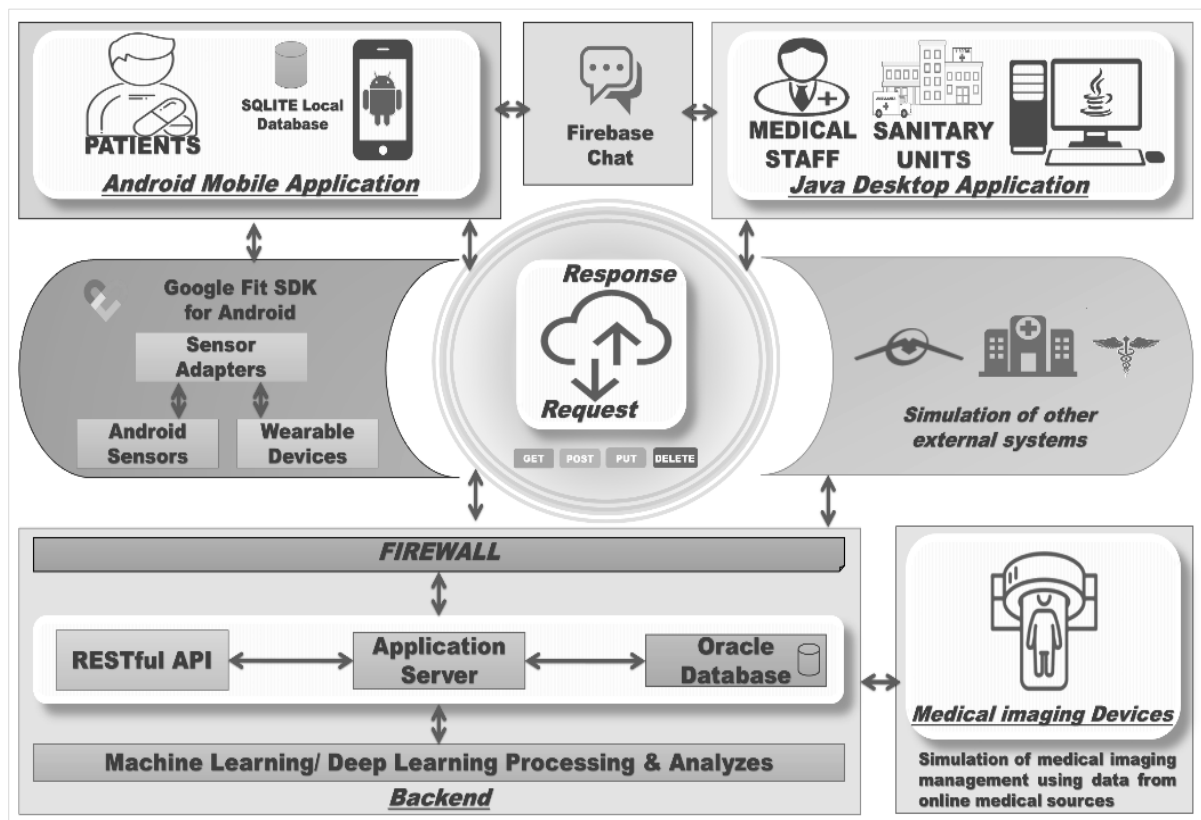 SQLITE Local
Database
PATIENTS
Android Mobile Application
Firebase
Chat
MEDICAL
STAFF
SANITARY
UNITS
Java Desktop Application
Google Fit SDK
for Android
Sensor
Adapters
Android
Sensors
Wearable
Devices
Response
Request
GET
POST
PUT
DELETE
Simulation of other
external systems
FIREWALL
RESTful API
Application
Server
Oracle
Database
Machine Learning/ Deep Learning Processing & Analyzes
Backend
Medical imaging Devices
Simulation of medical imaging
management using data from
online medical sources